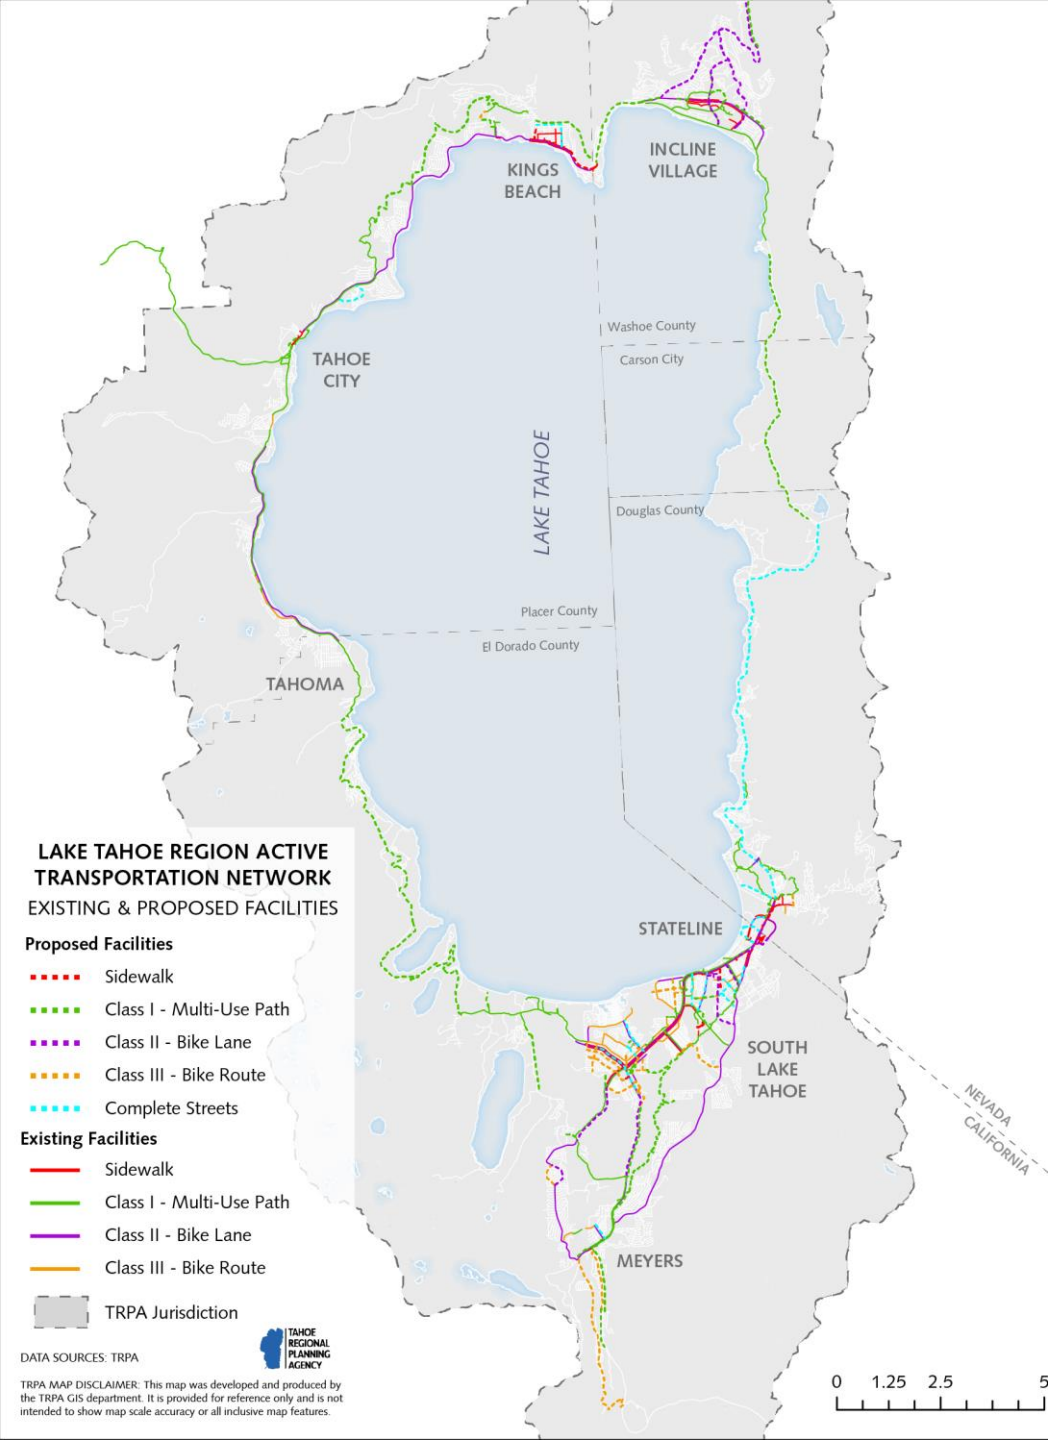 INCLINE
VILLAGE
KINGS
BEACH
Washoe County
TAHOE
CITY
Carson City
LAKE TAHOE
Douglas County
Placer County
El Dorado County
TAHOMA
STATELINE
SOUTH
LAKE
TAHOE
NEVADA
CALIFORNIA
MEYERS
LAKE TAHOE REGION ACTIVE
TRANSPORTATION NETWORK
EXISTING & PROPOSED FACILITIES
Proposed Facilities
Sidewalk
Class I - Multi-Use Path
Class II - Bike Lane
Class III - Bike Route
Complete Streets
Existing Facilities
Sidewalk
Class I - Multi-Use Path
Class II - Bike Lane
Class III - Bike Route
TRPA Jurisdiction
TAHOE
REGIONAL
PLANNING
AGENCY
DATA SOURCES: TRPA
TRPA MAP DISCLAIMER: This map was developed and produced by
the TRPA GIS department. It is provided for reference only and is not
intended to show map scale accuracy or all inclusive map features.
0 1.25 2.5 5